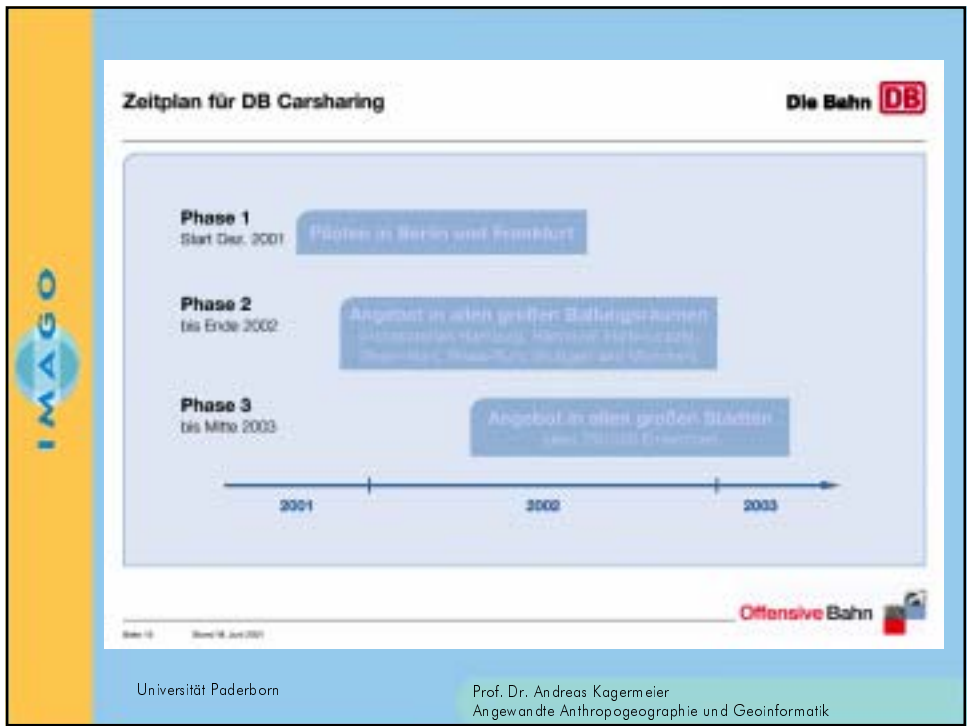 Zeitplan für DB Carsharing
Die Bahn DB
Phase 1
Start Dez. 2001
Piloten in Berlin und Frankfurt
Phase 2
bis Ende 2002
Angebot in allen großen Ballungsräumen
Phase 3
bis Mitte 2003
Angebot in allen großen Städten
2001
2002
2003
Offensive Bahn
IMAGO
Universität Paderborn
Prof. Dr. Andreas Kagermeier
Angewandte Anthropogeographie und Geoinformatik